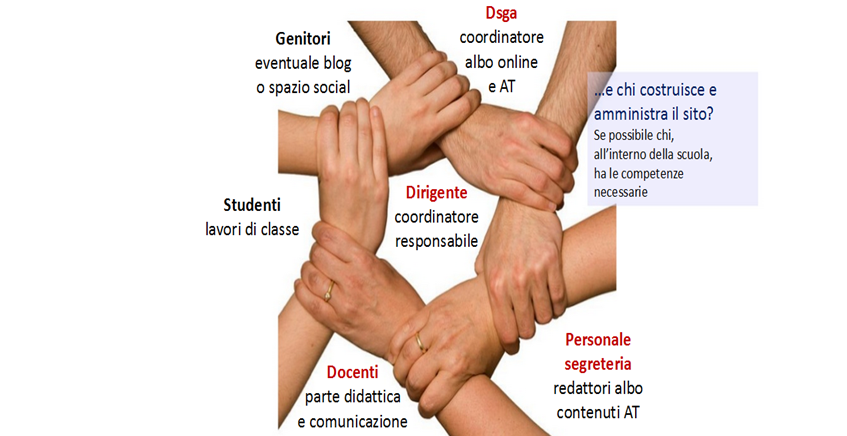 Dsga
coordinatore
albo online
e AT
Genitori
eventuale blog
o spazio social
...e chi costruisce e
amministra il sito?
Se possibile chi,
all'interno della scuola,
ha le competenze
necessarie
Dirigente
coordinatore
responsabile
Studenti
lavori di classe
Personale
segreteria
redattori albo
contenuti AT
Docenti
parte didattica
e comunicazione